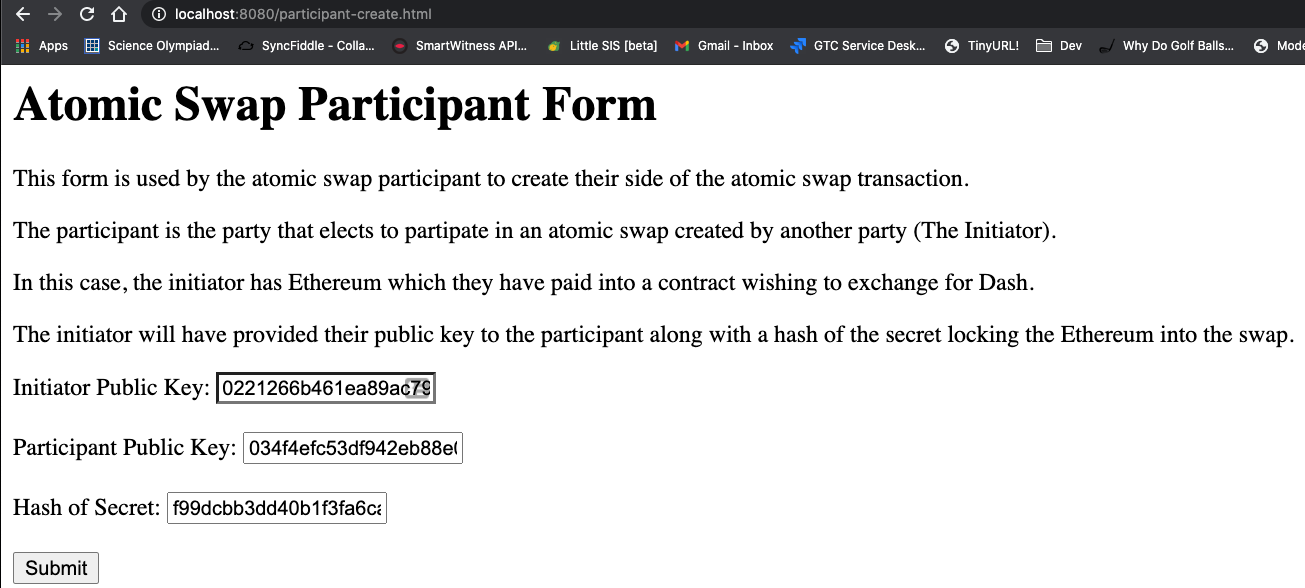 localhost:8080/participant-create.html
Apps Science Olympiad... SyncFiddle - Colla... SmartWitness API... Little SIS [beta] Gmail - Inbox GTC Service Desk... TinyURL! Dev Why Do Golf Balls... Mode
Atomic Swap Participant Form
This form is used by the atomic swap participant to create their side of the atomic swap transaction.
The participant is the party that elects to partipate in an atomic swap created by another party (The Initiator).
In this case, the initiator has Ethereum which they have paid into a contract wishing to exchange for Dash.
The initiator will have provided their public key to the participant along with a hash of the secret locking the Ethereum into the swap.
Initiator Public Key: 0221266b461ea89ac79
Participant Public Key: 034f4efc53df942eb88e0
Hash of Secret: f99dcbb3dd40b1f3fa6ca
Submit